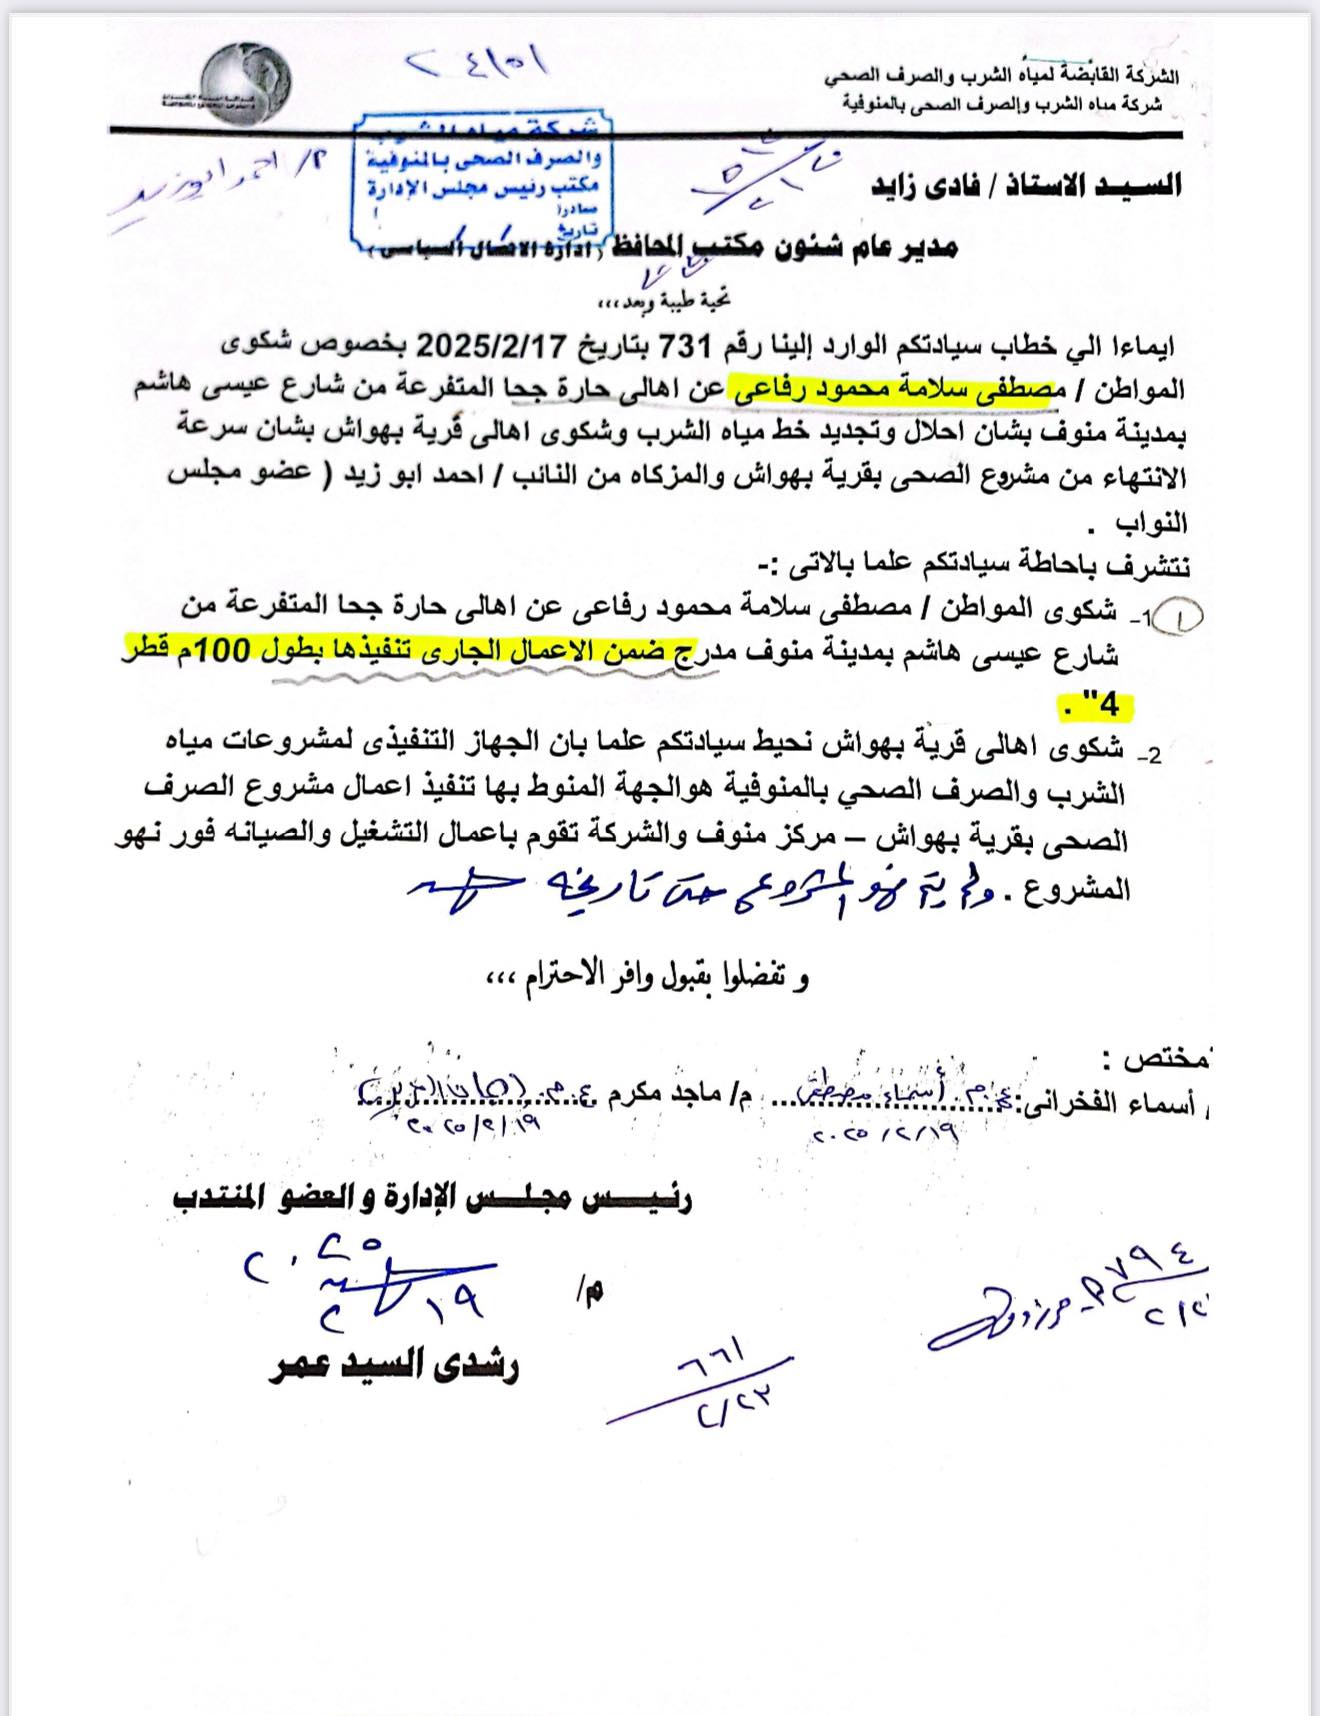 الشركة القابضة لمياه الشرب والصرف الصحي
شركة مياه الشرب والصرف الصحى بالمنوفية
٢٤١٥١
شركة مياه الشرب
والصرف الصحى بالمنوفية
مكتب رئيس مجلس الإدارة
صادر
تاريخ
م/ احمد ابوزيد
السيد الاستاذ / فادى زايد
مدير عام شئون مكتب المحافظ (ادارة الاتصال السياسى)
تحية طيبة وبعد،،،
ايماءا الي خطاب سيادتكم الوارد إلينا رقم 731 بتاريخ 2025/2/17 بخصوص شكوى
المواطن / مصطفى سلامة محمود رفاعى عن اهالى حارة جحا المتفرعة من شارع عيسى هاشم
بمدينة منوف بشان احلال وتجديد خط مياه الشرب وشكوى اهالى قرية بهواش بشان سرعة
الانتهاء من مشروع الصحى بقرية بهواش والمزكاه من النائب / احمد ابو زيد ( عضو مجلس
النواب .
نتشرف باحاطة سيادتكم علما بالاتى :-
١ 1- شكوى المواطن / مصطفى سلامة محمود رفاعى عن اهالى حارة جحا المتفرعة من
شارع عيسى هاشم بمدينة منوف مدرج ضمن الاعمال الجارى تنفيذها بطول 100م قطر
4" .
2- شكوى اهالى قرية بهواش نحيط سيادتكم علما بان الجهاز التنفيذى لمشروعات مياه
الشرب والصرف الصحي بالمنوفية هوالجهة المنوط بها تنفيذ اعمال مشروع الصرف
الصحى بقرية بهواش – مركز منوف والشركة تقوم باعمال التشغيل والصيانه فور نهو
المشروع . ولم يتم نهو المشروع حتى تاريخه
و تفضلوا بقبول وافر الاحترام ،،،
مختص :
/ أسماء الفخرانى: ع.م. أسماء مصطفى م/ ماجد مكرم ع.م.
٢٠٢٥/٢/١٩ ٢٠٢٥/٢/١٩
رئيس مجلس الإدارة والعضو المنتدب
٢٠٢٥
م/
١٩
٢
رشدى السيد عمر
٧٩٤
٦٦١
٢/٢٣